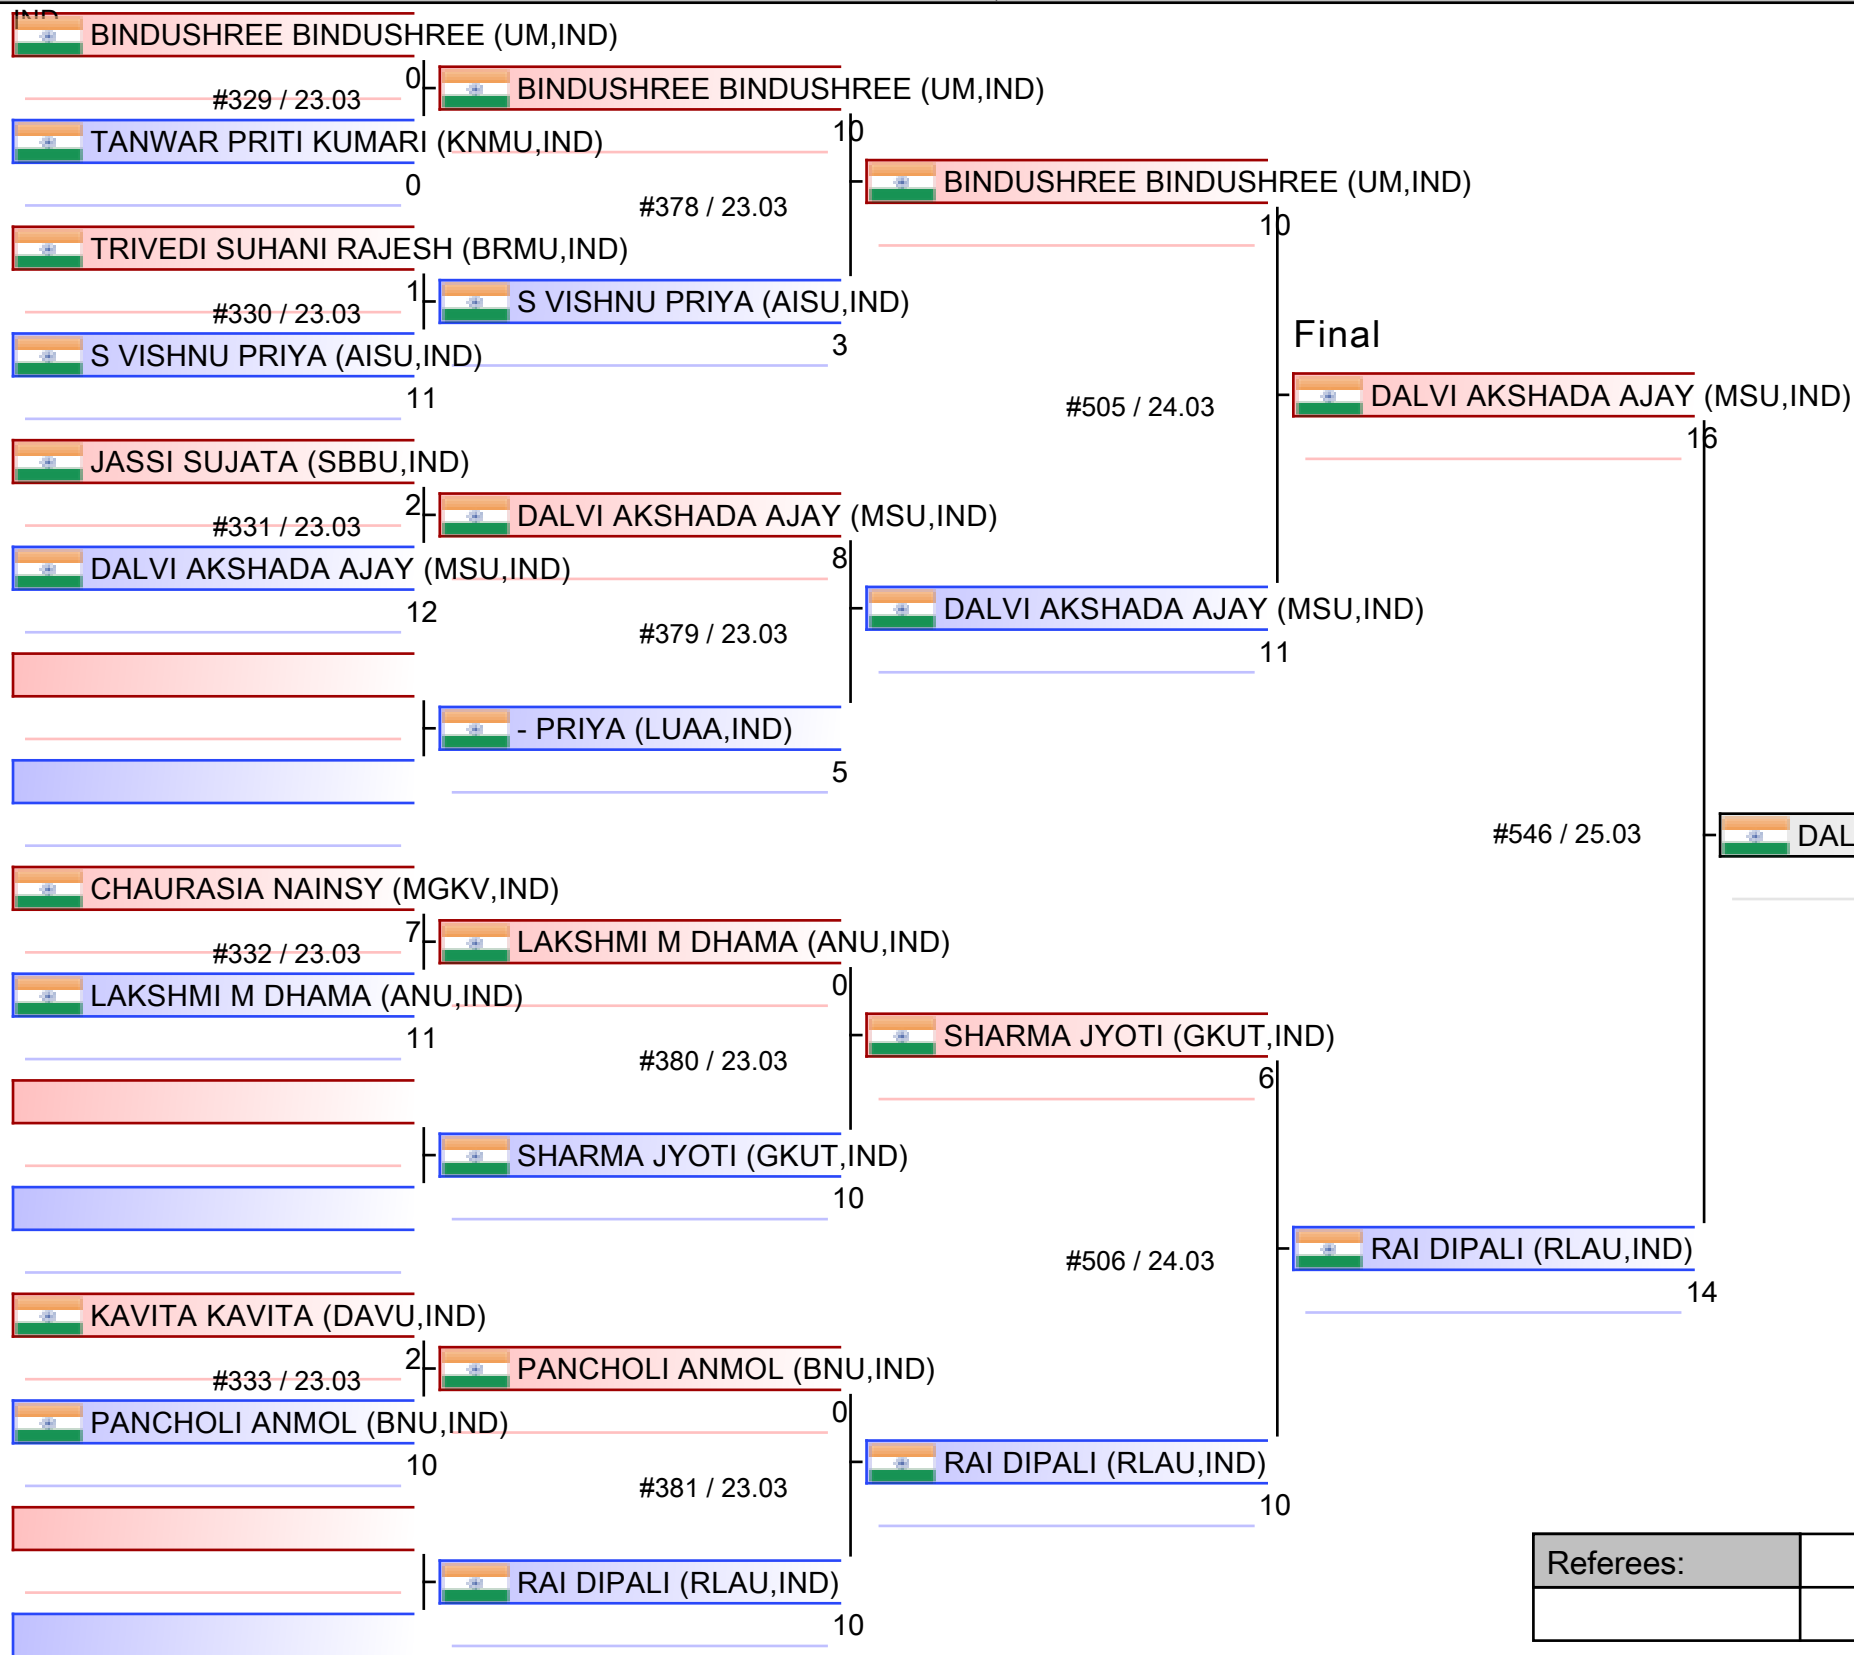 IND
BINDUSHREE BINDUSHREE (UM,IND)
0
#329 / 23.03
TANWAR PRITI KUMARI (KNMU,IND)
0
TRIVEDI SUHANI RAJESH (BRMU,IND)
1
#330 / 23.03
S VISHNU PRIYA (AISU,IND)
11
JASSI SUJATA (SBBU,IND)
2
#331 / 23.03
DALVI AKSHADA AJAY (MSU,IND)
12
CHAURASIA NAINSY (MGKV,IND)
7
#332 / 23.03
LAKSHMI M DHAMA (ANU,IND)
11
KAVITA KAVITA (DAVU,IND)
2
#333 / 23.03
PANCHOLI ANMOL (BNU,IND)
10
BINDUSHREE BINDUSHREE (UM,IND)
10
#378 / 23.03
S VISHNU PRIYA (AISU,IND)
3
DALVI AKSHADA AJAY (MSU,IND)
8
#379 / 23.03
- PRIYA (LUAA,IND)
5
LAKSHMI M DHAMA (ANU,IND)
0
#380 / 23.03
SHARMA JYOTI (GKUT,IND)
10
PANCHOLI ANMOL (BNU,IND)
0
#381 / 23.03
RAI DIPALI (RLAU,IND)
10
BINDUSHREE BINDUSHREE (UM,IND)
10
#505 / 24.03
DALVI AKSHADA AJAY (MSU,IND)
11
SHARMA JYOTI (GKUT,IND)
6
#506 / 24.03
RAI DIPALI (RLAU,IND)
10
Final
DALVI AKSHADA AJAY (MSU,IND)
16
#546 / 25.03
RAI DIPALI (RLAU,IND)
14
DAL
Referees: